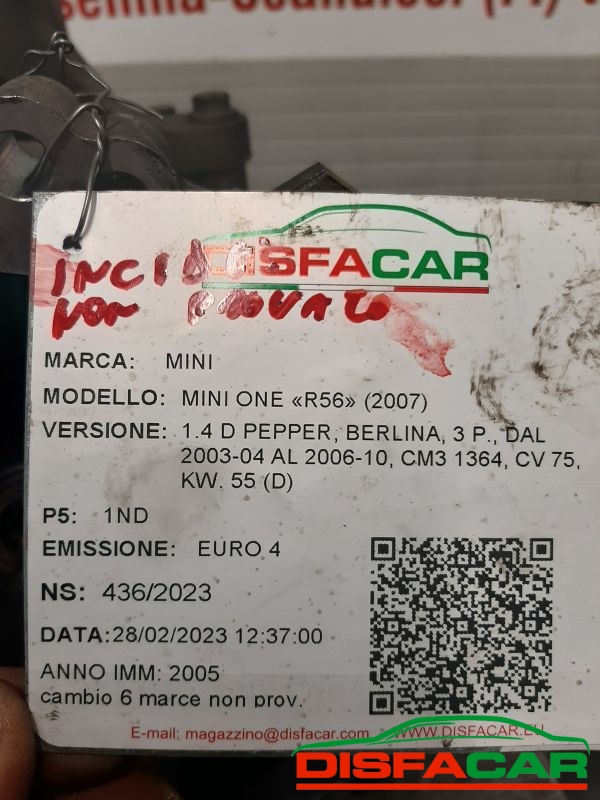 DISFACAR
NON PROVATO
MARCA: MINI
MODELLO: MINI ONE «R56» (2007)
VERSIONE: 1.4 D PEPPER, BERLINA, 3 P., DAL
2003-04 AL 2006-10, CM3 1364, CV 75,
KW. 55 (D)
P5: 1ND
EMISSIONE: EURO 4
NS: 436/2023
DATA:28/02/2023 12:37:00
ANNO IMM: 2005
cambio 6 marce non prov.
E-mail: magazzino@disfacar.com WWW.DISFACAR.EU
DISFACAR